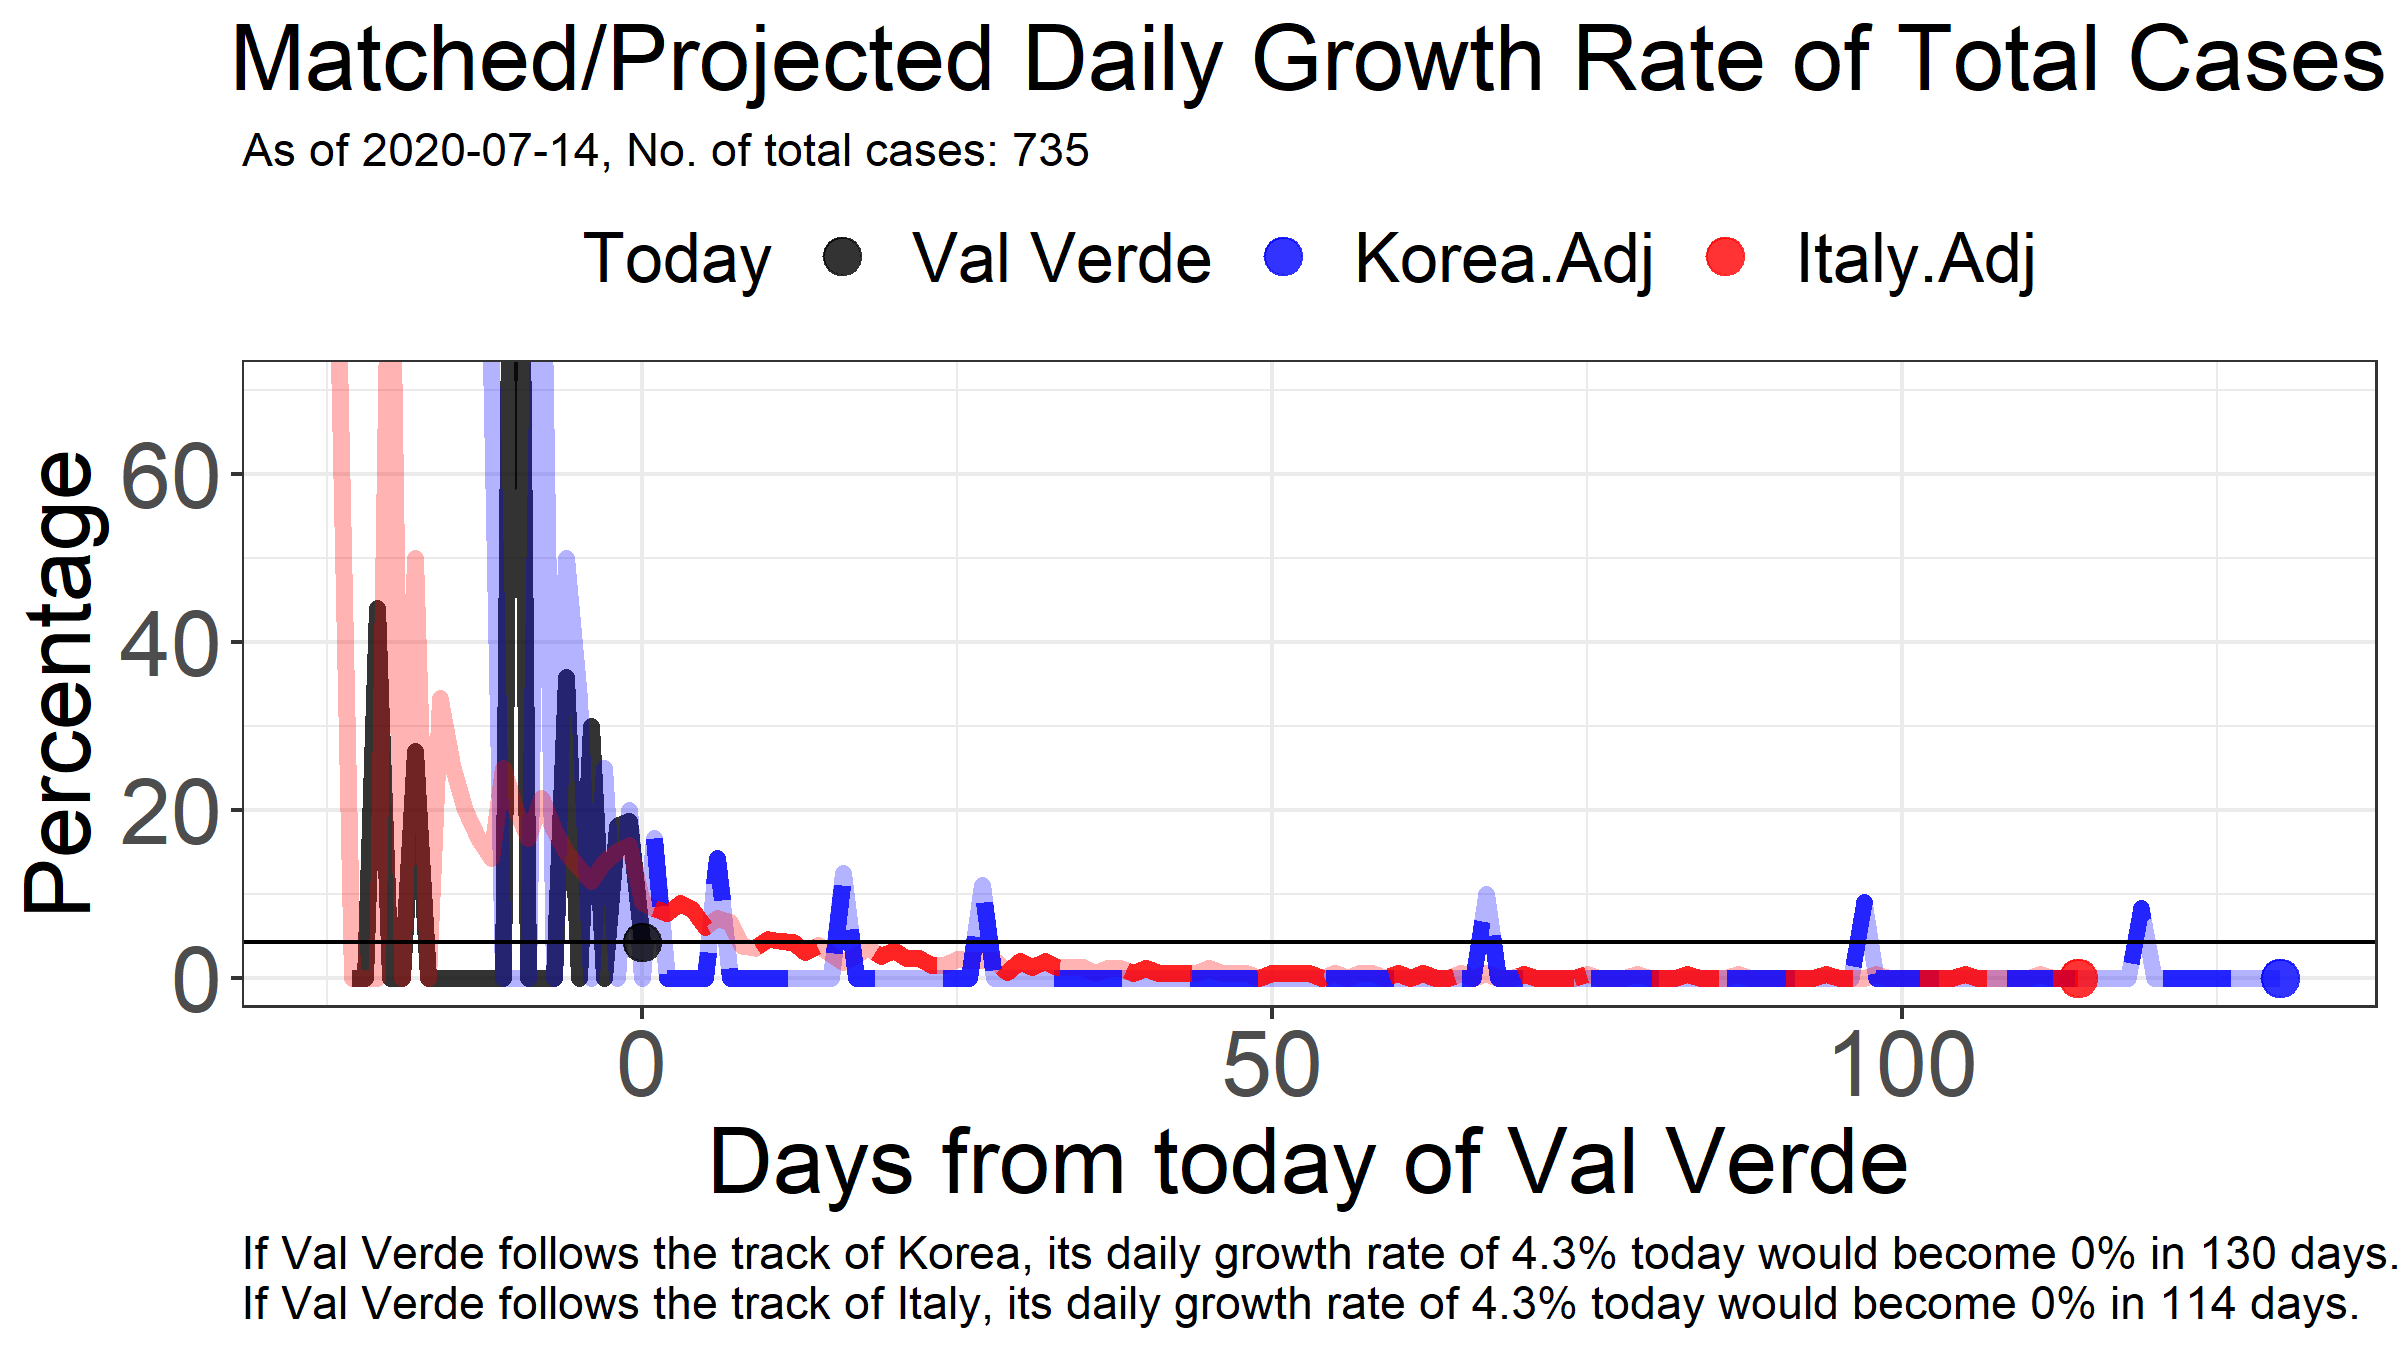 Matched/Projected Daily Growth Rate of Total Cases
As of 2020-07-14, No. of total cases: 735
Today Val Verde Korea.Adj Italy.Adj
Percentage
60
40
20
0
0 50 100
Days from today of Val Verde
If Val Verde follows the track of Korea, its daily growth rate of 4.3% today would become 0% in 130 days.
If Val Verde follows the track of Italy, its daily growth rate of 4.3% today would become 0% in 114 days.